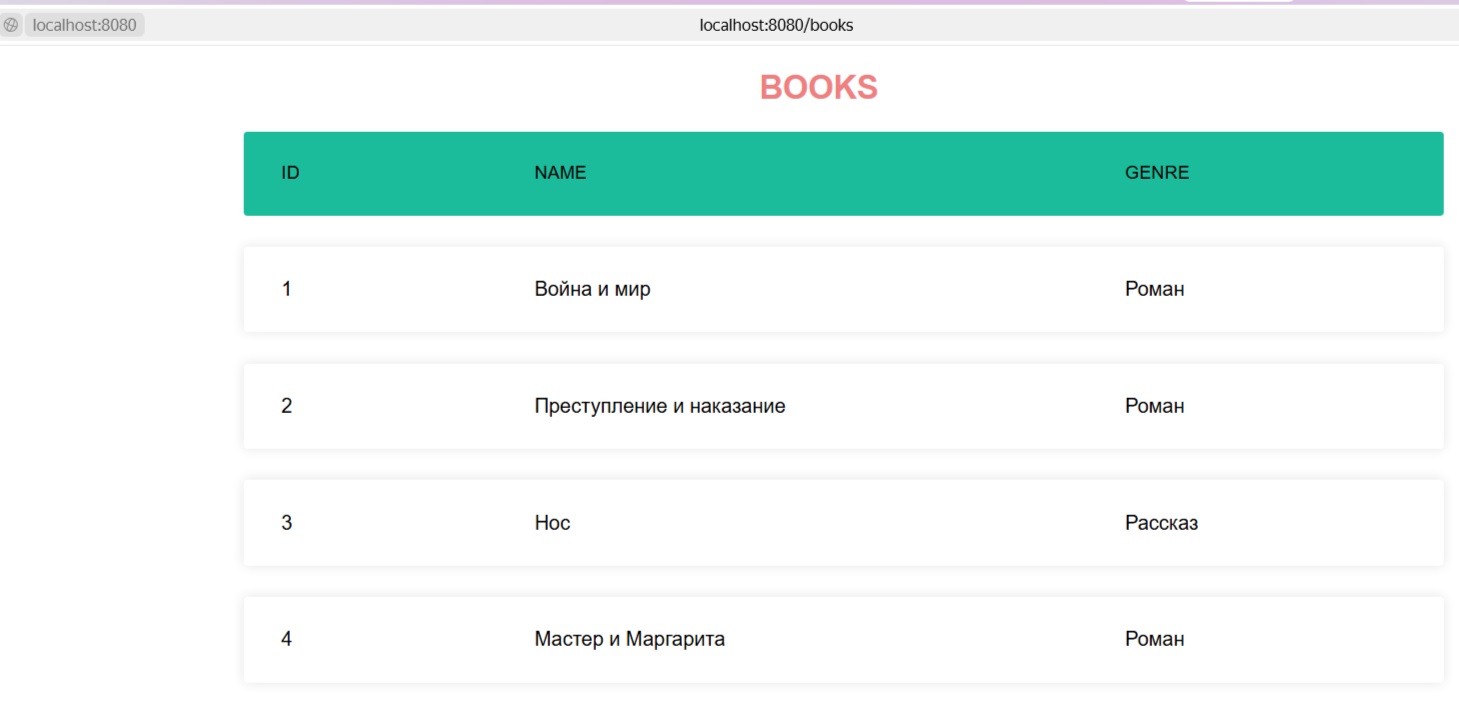 localhost:8080 localhost:8080/books
BOOKS
ID NAME GENRE
1 Война и мир Роман
2 Преступление и наказание Роман
3 Нос Рассказ
4 Мастер и Маргарита Роман